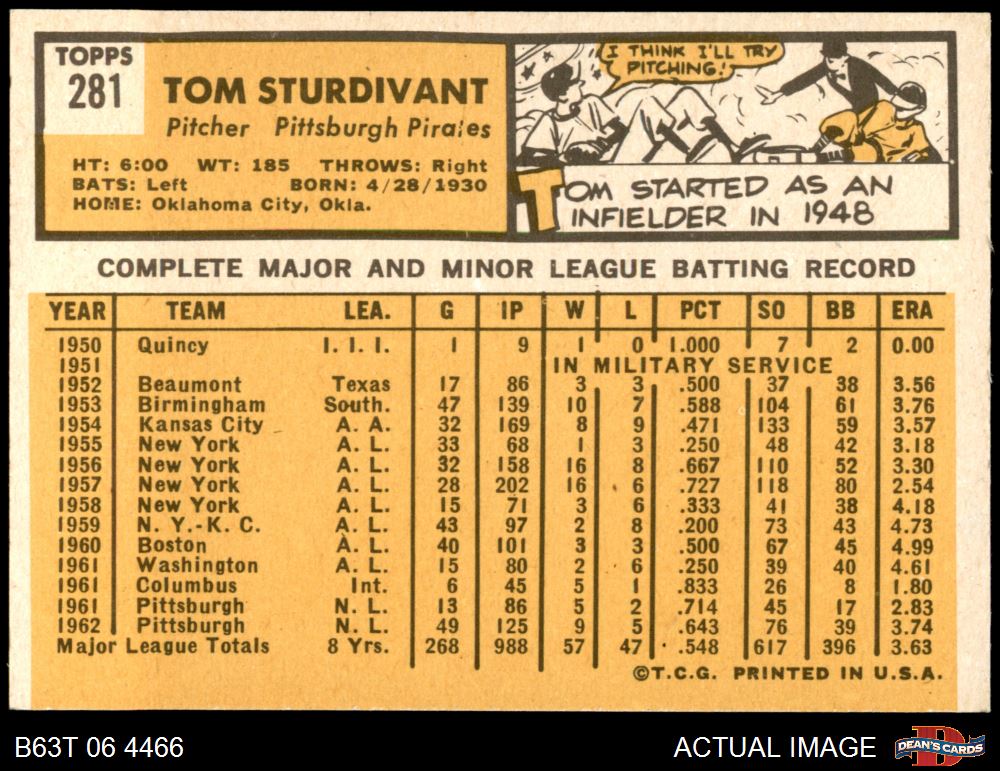 TOPPS
281
TOM STURDIVANT
Pitcher Pittsburgh Pirates
HT: 6:00 WT: 185 THROWS: Right
BATS: Left BORN: 4/28/1930
HOME: Oklahoma City, Okla.
I THINK I'LL TRY
PITCHING!
TOM STARTED AS AN
INFIELDER IN 1948
COMPLETE MAJOR AND MINOR LEAGUE BATTING RECORD
YEAR TEAM LEA. G IP W L PCT SO BB ERA
1950 Quincy I. I. I. 1 9 1 0 1.000 7 2 0.00
1951 IN MILITARY SERVICE
1952 Beaumont Texas 17 86 3 3 .500 37 38 3.56
1953 Birmingham South. 47 139 10 7 .588 104 61 3.76
1954 Kansas City A. A. 32 169 8 9 .471 133 59 3.57
1955 New York A. L. 33 68 1 3 .250 48 42 3.18
1956 New York A. L. 32 158 16 8 .667 110 52 3.30
1957 New York A. L. 28 202 16 6 .727 118 80 2.54
1958 New York A. L. 15 71 3 6 .333 41 38 4.18
1959 N. Y.-K. C. A. L. 43 97 2 8 .200 73 43 4.73
1960 Boston A. L. 40 101 3 3 .500 67 45 4.99
1961 Washington A. L. 15 80 2 6 .250 39 40 4.61
1961 Columbus Int. 6 45 5 1 .833 26 8 1.80
1961 Pittsburgh N. L. 13 86 5 2 .714 45 17 2.83
1962 Pittsburgh N. L. 49 125 9 5 .643 76 39 3.74
Major League Totals 8 Yrs. 268 988 57 47 .548 617 396 3.63
©T.C.G. PRINTED IN U.S.A.
B63T 06 4466
ACTUAL IMAGE
DEAN'S CARDS